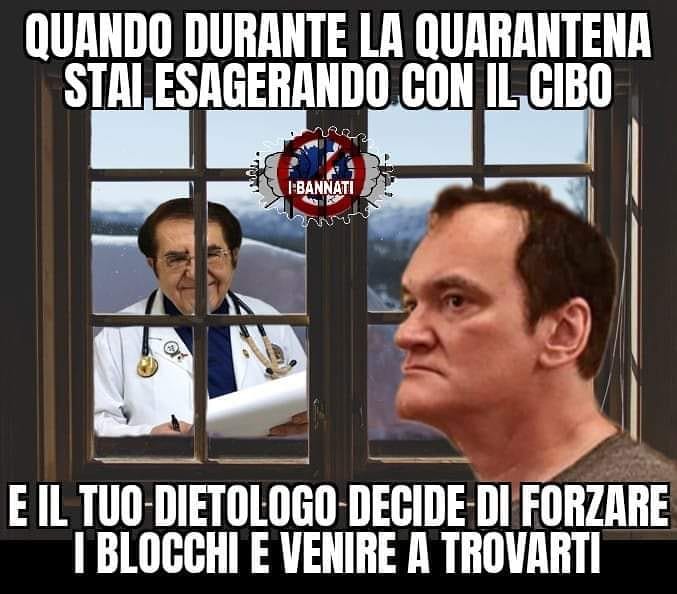 QUANDO DURANTE LA QUARANTENA
STAI ESAGERANDO CON IL CIBO
I BANNATI
E IL TUO DIETOLOGO DECIDE DI FORZARE
I BLOCCHI E VENIRE A TROVARTI